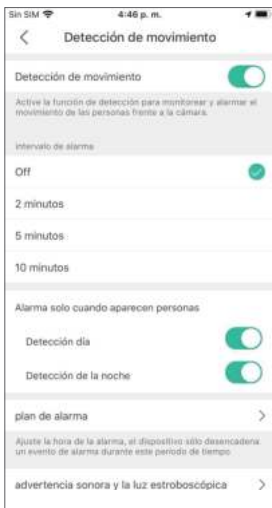 Sin SIM 4:46 p. m.
Detección de movimiento
Detección de movimiento
Active la función de detección para monitorear y alarmar el
movimiento de las personas frente a la cámara.
intervalo de alarma
Off
2 minutos
5 minutos
10 minutos
Alarma solo cuando aparecen personas
Detección día
Detección de la noche
plan de alarma
Ajuste la hora de la alarma, el dispositivo sólo desencadena
un evento de alarma durante este período de tiempo
advertencia sonora y la luz estroboscópica